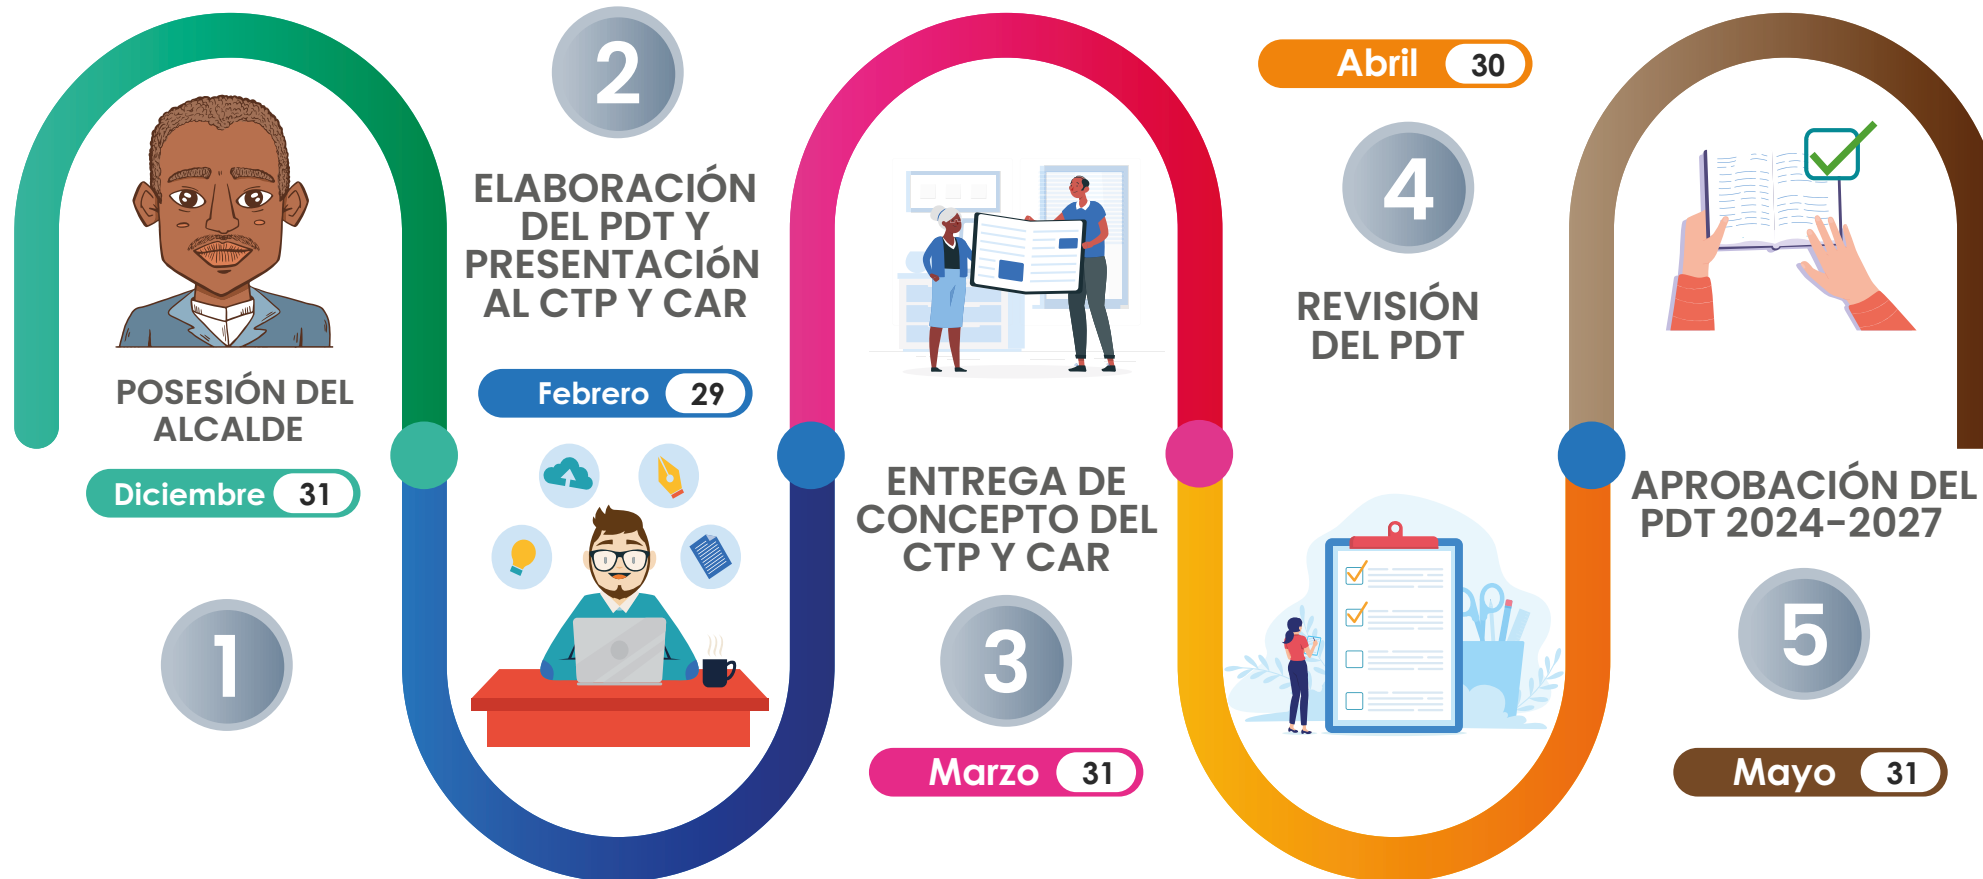 POSESIÓN DEL
ALCALDE
Diciembre 31
1
2
ELABORACIÓN
DEL PDT Y
PRESENTACIóN
AL CTP Y CAR
Febrero 29
ENTREGA DE
CONCEPTO DEL
CTP Y CAR
3
Marzo 31
Abril 30
4
REVISIÓN
DEL PDT
APROBACIÓN DEL
PDT 2024-2027
5
Mayo 31